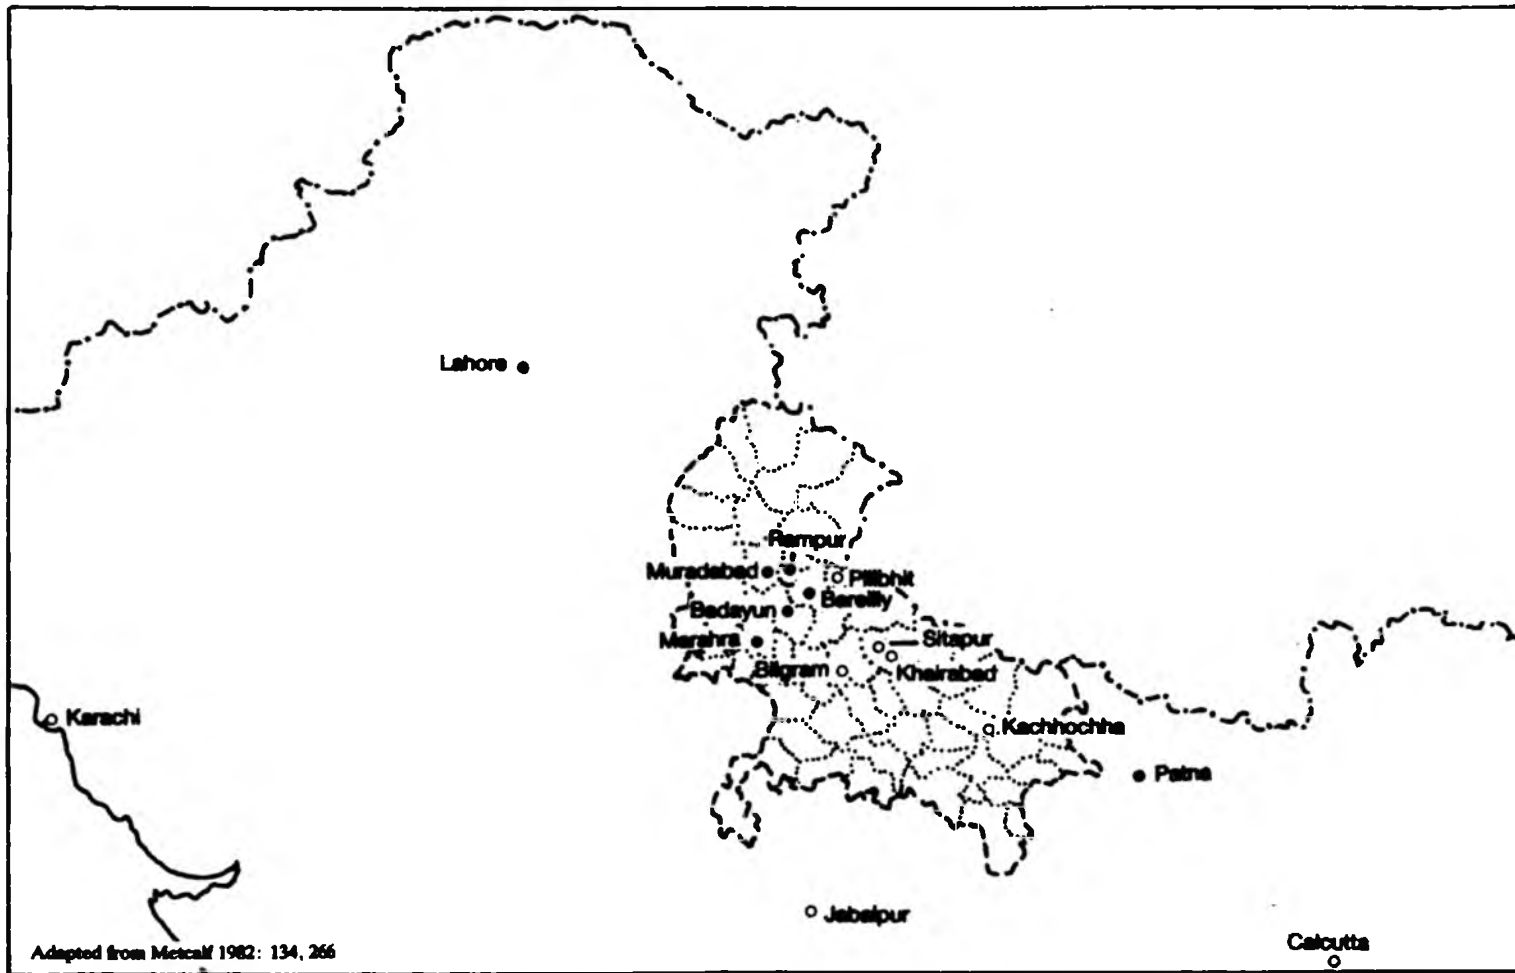 Lahore
Rampur
Muradabad
Pilibhit
Bareilly
Badayun
Marahra
Sitapur
Bilgram
Khairabad
Karachi
Kachhochha
Patna
Jabalpur
Calcutta
Adapted from Metcalf 1982: 134, 266